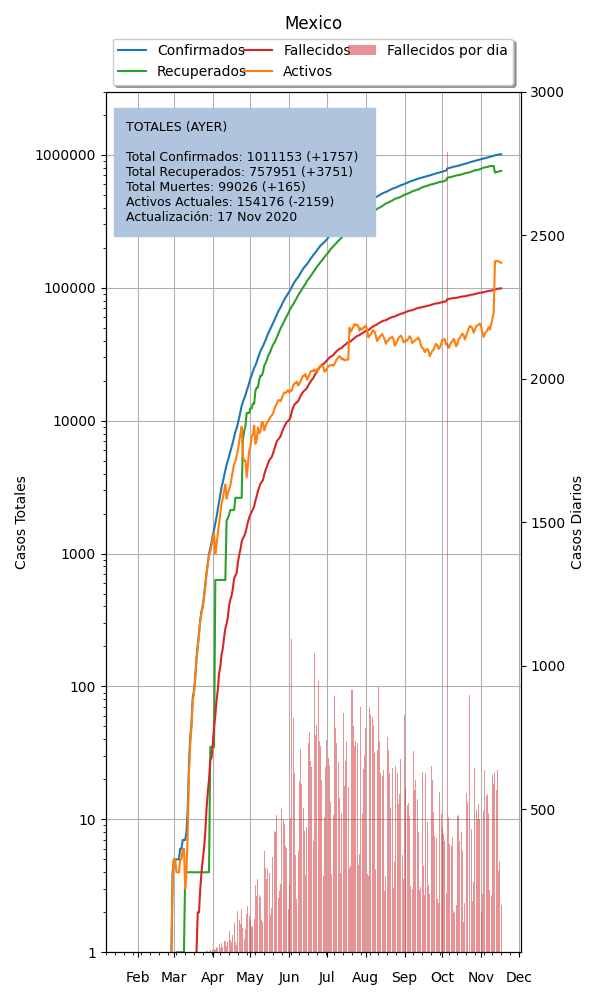 Mexico
Confirmados
Recuperados
Fallecidos
Activos
Fallecidos por dia
TOTALES (AYER)
Total Confirmados: 1011153 (+1757)
Total Recuperados: 757951 (+3751)
Total Muertes: 99026 (+165)
Activos Actuales: 154176 (-2159)
Actualización: 17 Nov 2020
Casos Totales
1000000
100000
10000
1000
100
10
1
3000
2500
2000
1500
1000
500
Casos Diarios
Feb Mar Apr May Jun Jul Aug Sep Oct Nov Dec